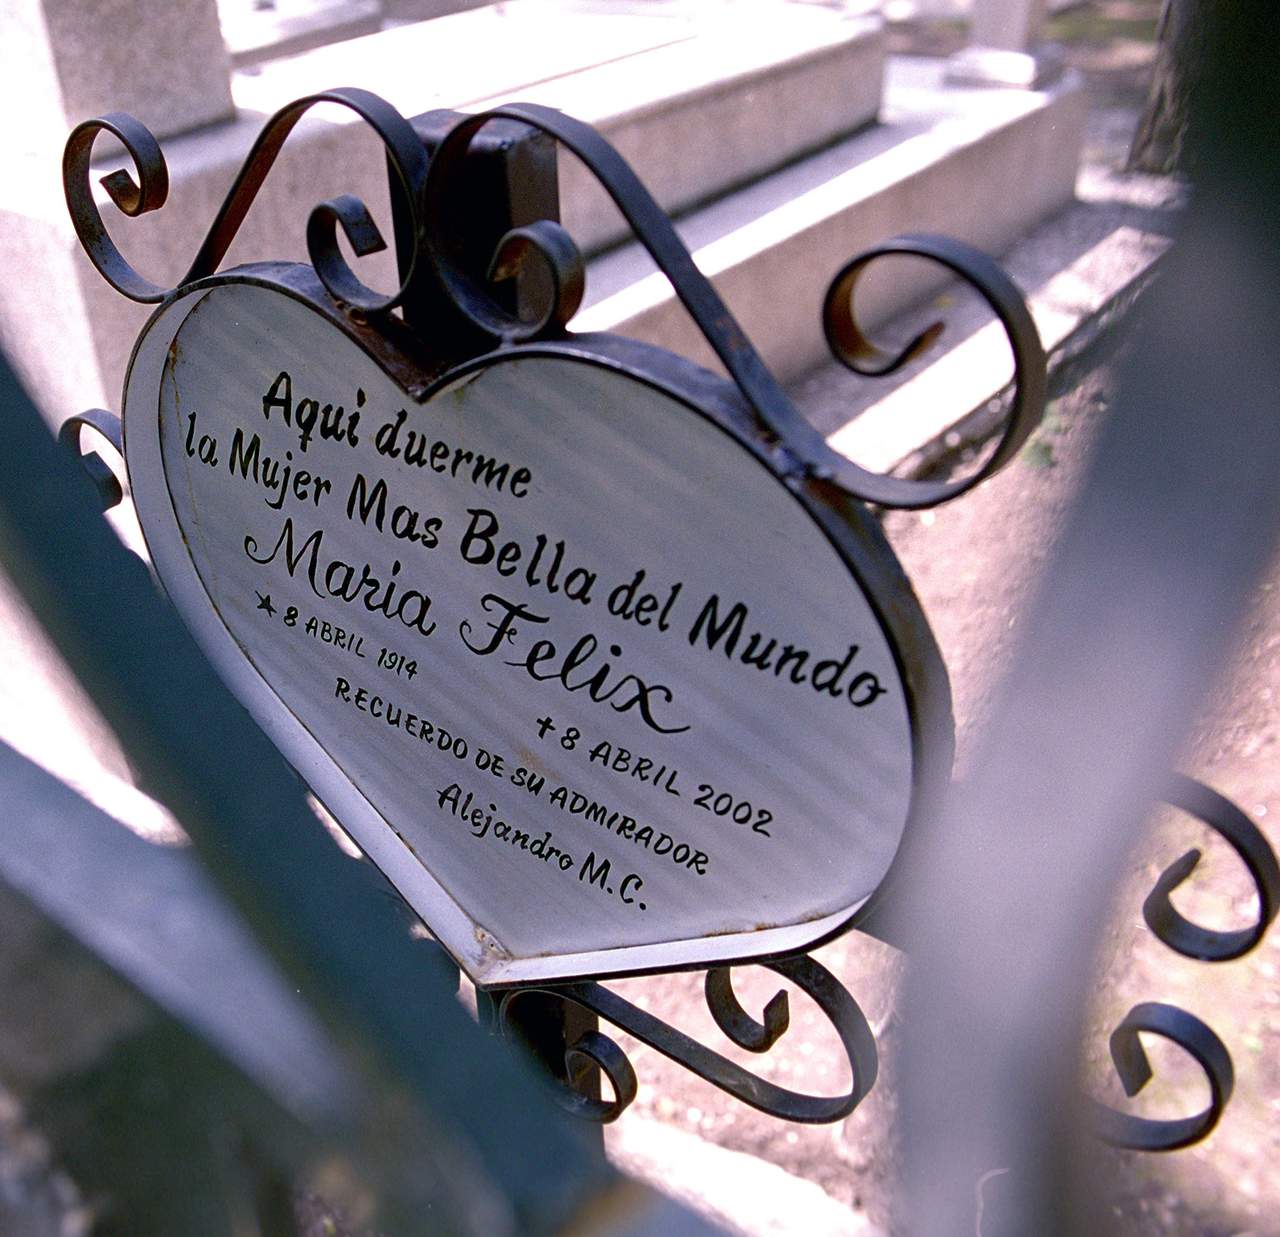 Aqui duerme
la Mujer Mas Bella del Mundo
Maria Felix
★ 8 ABRIL 1914
✝ 8 ABRIL 2002
RECUERDO DE SU ADMIRADOR
Alejandro M.C.